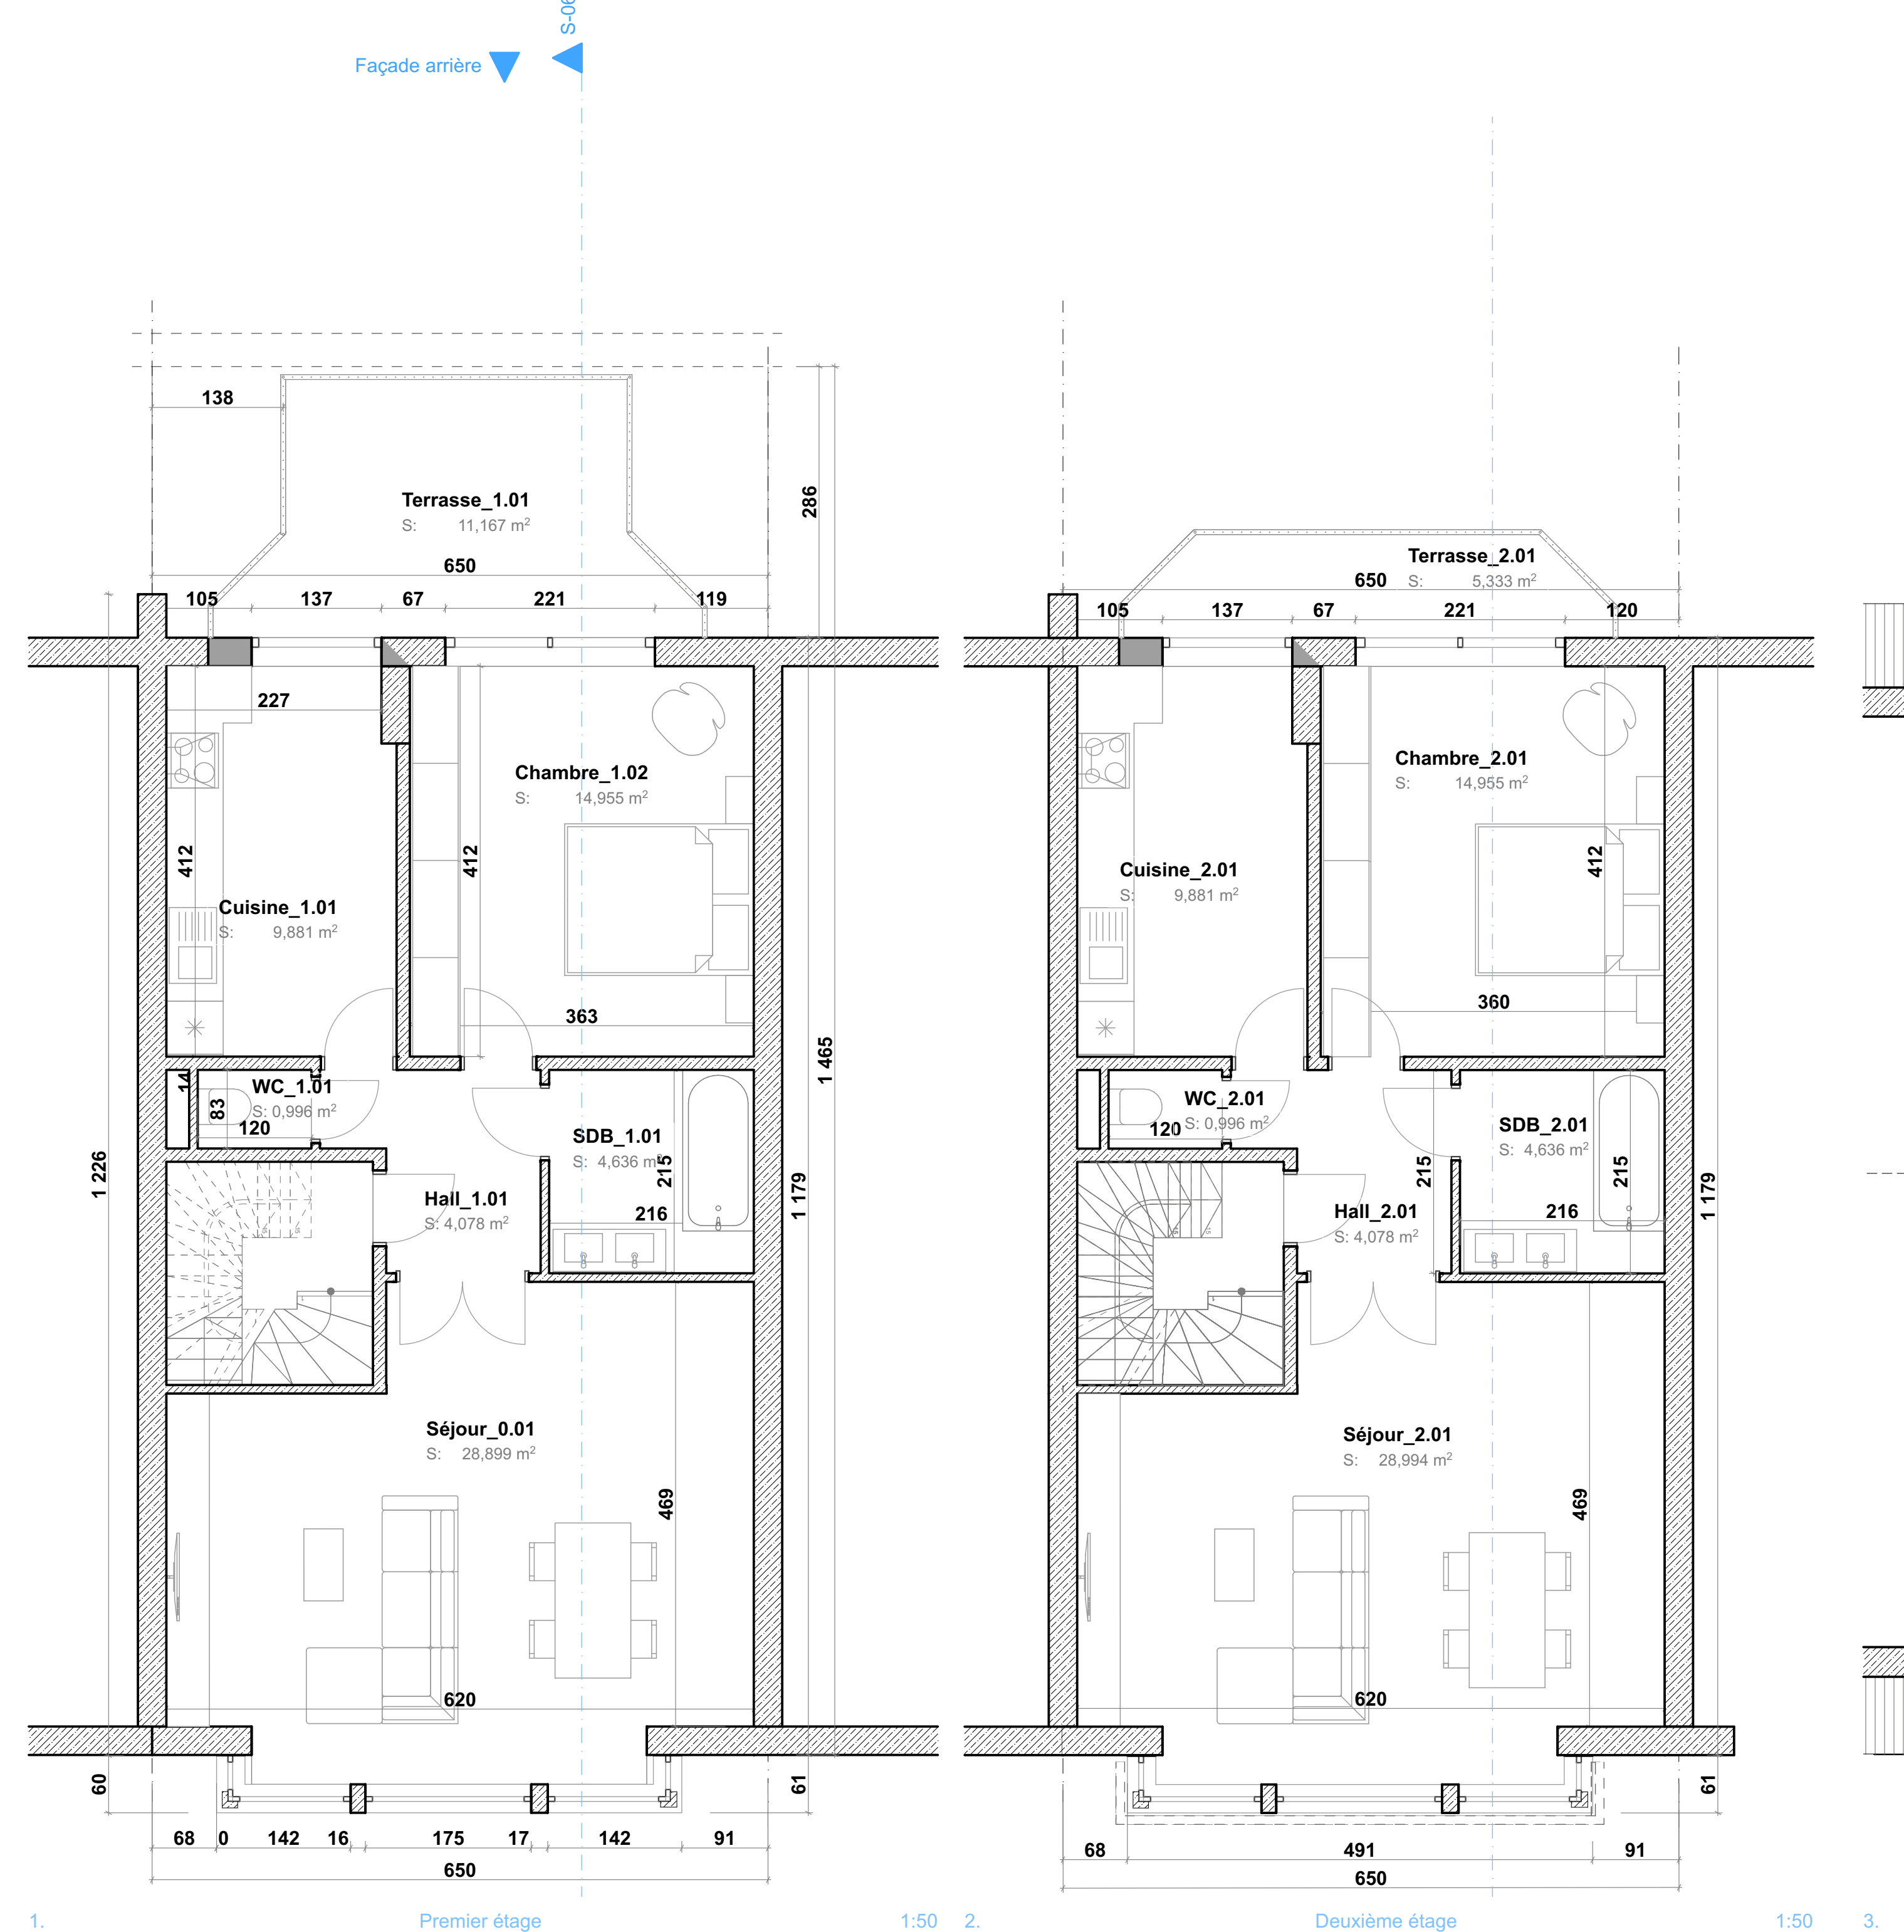 S-06
Façade arrière
138
Terrasse_1.01
S: 11,167 m²
286
650
105 137 67 221 119
227
Chambre_1.02
S: 14,955 m²
412
412
Cuisine_1.01
S: 9,881 m²
363
1 465
14
WC_1.01
S: 0,996 m²
83
120
SDB_1.01
S: 4,636 m²
215
1 226
1 179
Hall_1.01
S: 4,078 m²
216
Séjour_0.01
S: 28,899 m²
469
620
60
61
68 0 142 16 175 17 142 91
650
1. Premier étage 1:50
Terrasse_2.01
S: 5,333 m²
650
105 137 67 221 120
Chambre_2.01
S: 14,955 m²
412
Cuisine_2.01
S: 9,881 m²
360
WC_2.01
S: 0,996 m²
120
SDB_2.01
S: 4,636 m²
215
215
1 179
Hall_2.01
S: 4,078 m²
216
Séjour_2.01
S: 28,994 m²
469
620
61
68 491 91
650
2. Deuxième étage 1:50
3.